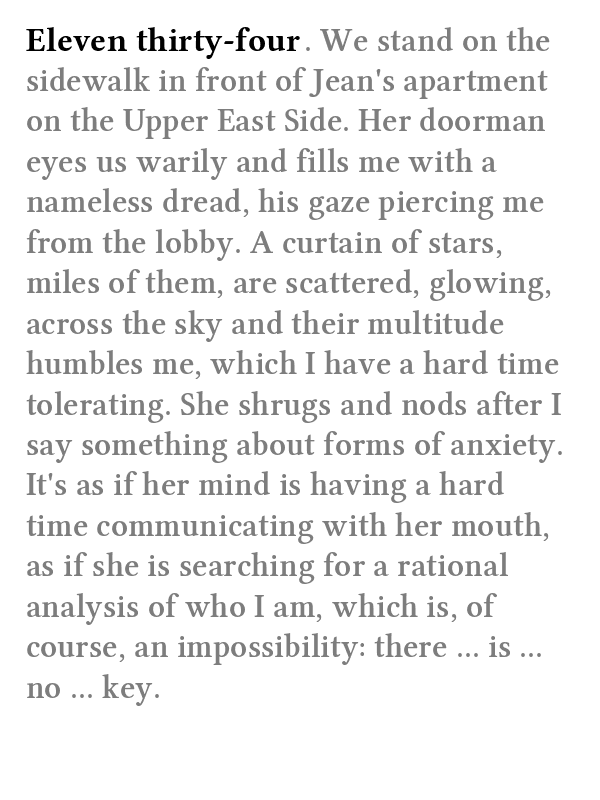 Eleven thirty-four. We stand on the
sidewalk in front of Jean's apartment
on the Upper East Side. Her doorman
eyes us warily and fills me with a
nameless dread, his gaze piercing me
from the lobby. A curtain of stars,
miles of them, are scattered, glowing,
across the sky and their multitude
humbles me, which I have a hard time
tolerating. She shrugs and nods after I
say something about forms of anxiety.
It's as if her mind is having a hard
time communicating with her mouth,
as if she is searching for a rational
analysis of who I am, which is, of
course, an impossibility: there ... is ...
no ... key.